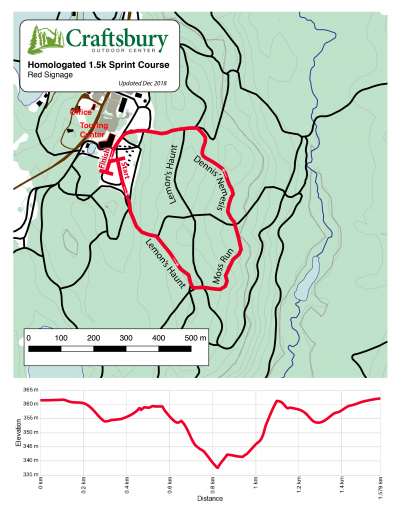 Craftsbury
OUTDOOR CENTER
Homologated 1.5k Sprint Course
Red Signage
Updated Dec 2018
Office
Touring
Center
Finish
Start
Lemon's Haunt
Dennis' Nemesis
Lemon's Haunt
Moss Run
0 100 200 300 400 500 m
365 m
360 m
355 m
350 m
345 m
340 m
335 m
Elevation
0 km 0.2 km 0.4 km 0.6 km 0.8 km 1 km 1.2 km 1.4 km 1.579 km
Distance